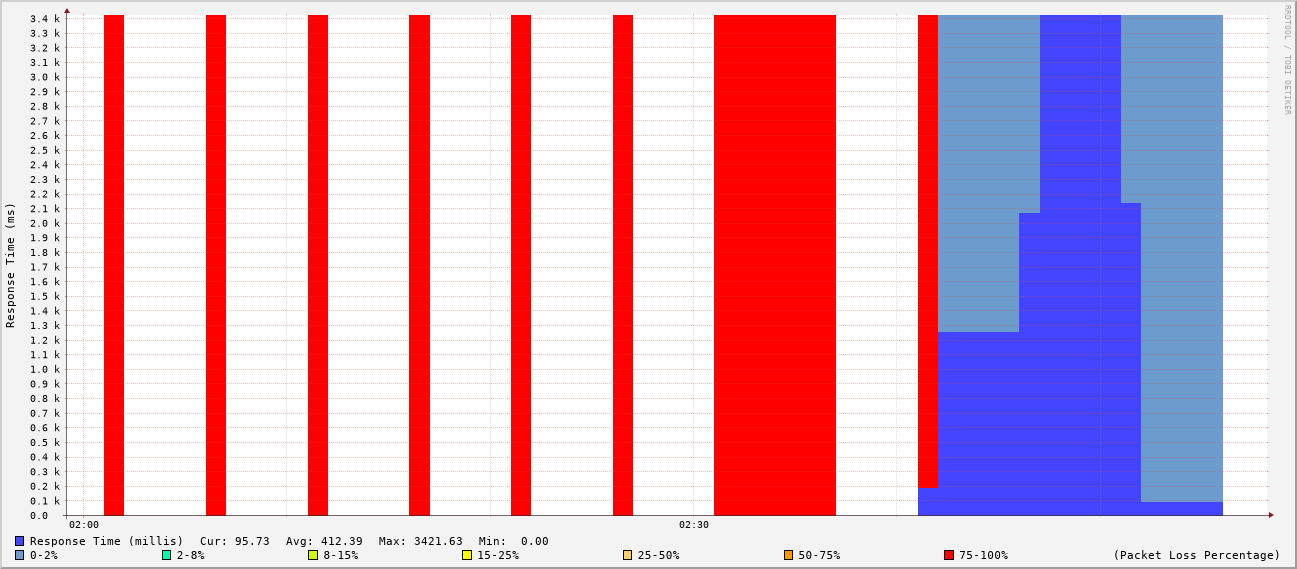 RRDTOOL / TOBI OETIKER
Response Time (ms)
3.4 k
3.3 k
3.2 k
3.1 k
3.0 k
2.9 k
2.8 k
2.7 k
2.6 k
2.5 k
2.4 k
2.3 k
2.2 k
2.1 k
2.0 k
1.9 k
1.8 k
1.7 k
1.6 k
1.5 k
1.4 k
1.3 k
1.2 k
1.1 k
1.0 k
0.9 k
0.8 k
0.7 k
0.6 k
0.5 k
0.4 k
0.3 k
0.2 k
0.1 k
0.0
02:00 02:30
Response Time (millis) Cur: 95.73 Avg: 412.39 Max: 3421.63 Min: 0.00
0-2% 2-8% 8-15% 15-25% 25-50% 50-75% 75-100% (Packet Loss Percentage)